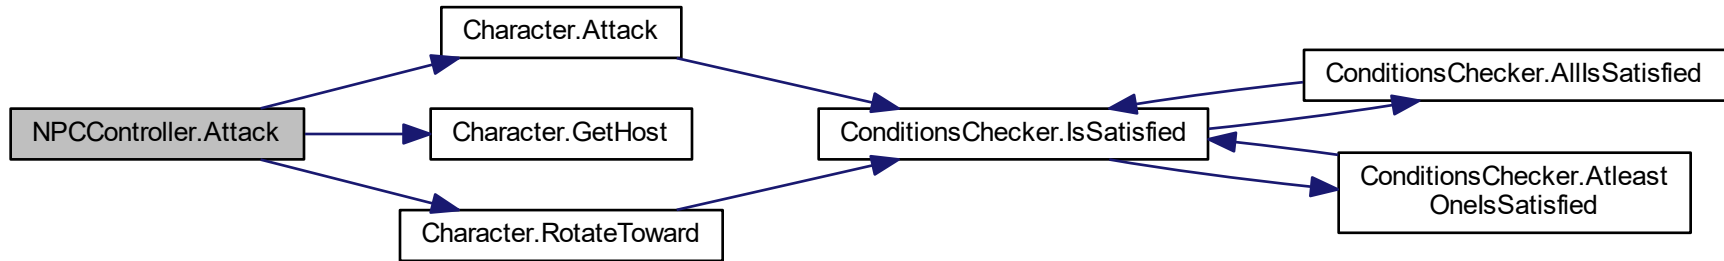 NPCController.Attack
Character.Attack
Character.GetHost
Character.RotateToward
ConditionsChecker.IsSatisfied
ConditionsChecker.AllIsSatisfied
ConditionsChecker.Atleast
OneIsSatisfied